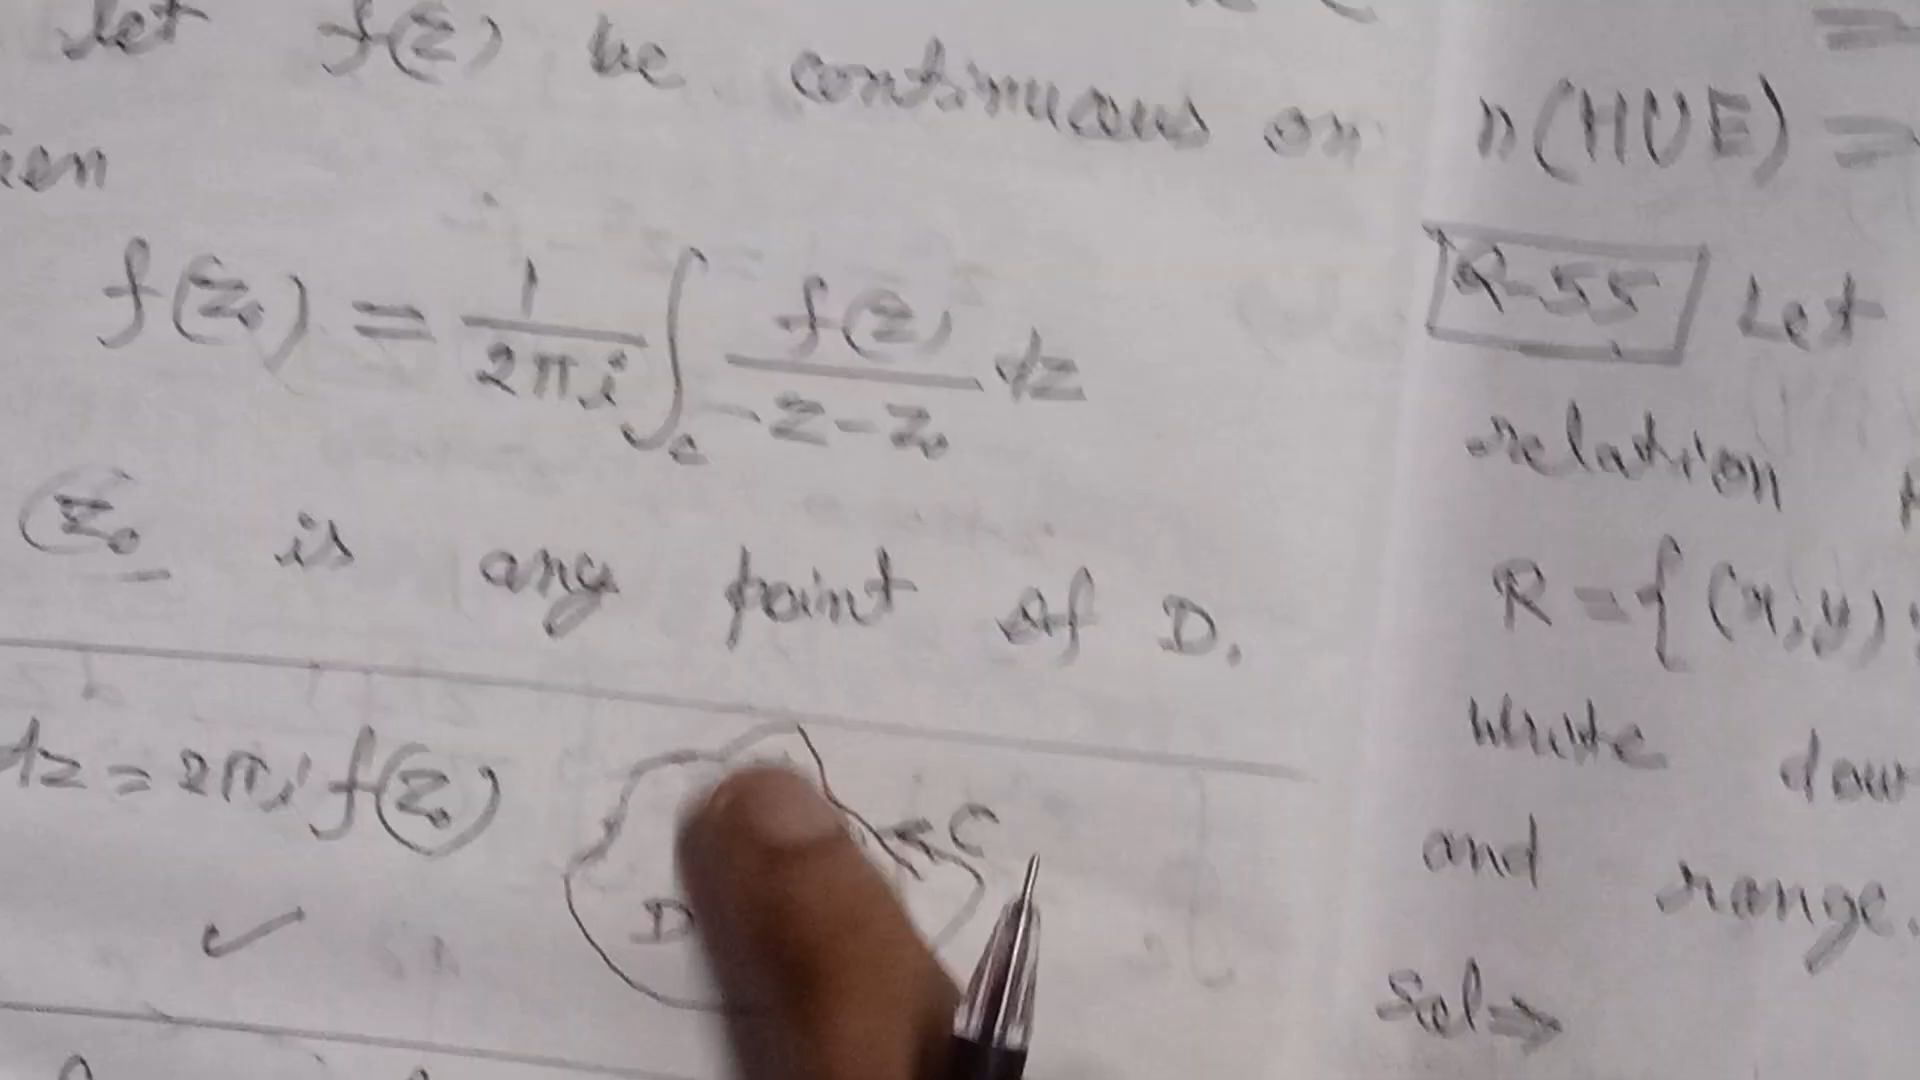 Let f(z) be continuous on
f(z₀) = 1/2πi ∫_c f(z)/z-z₀ dz
z₀ is any point of D.
dz = 2πi f(z₀)
C
D
n(HUE) =
Q-55 Let
relation
R = { (x,y)
write down
and range.
Sol⇒